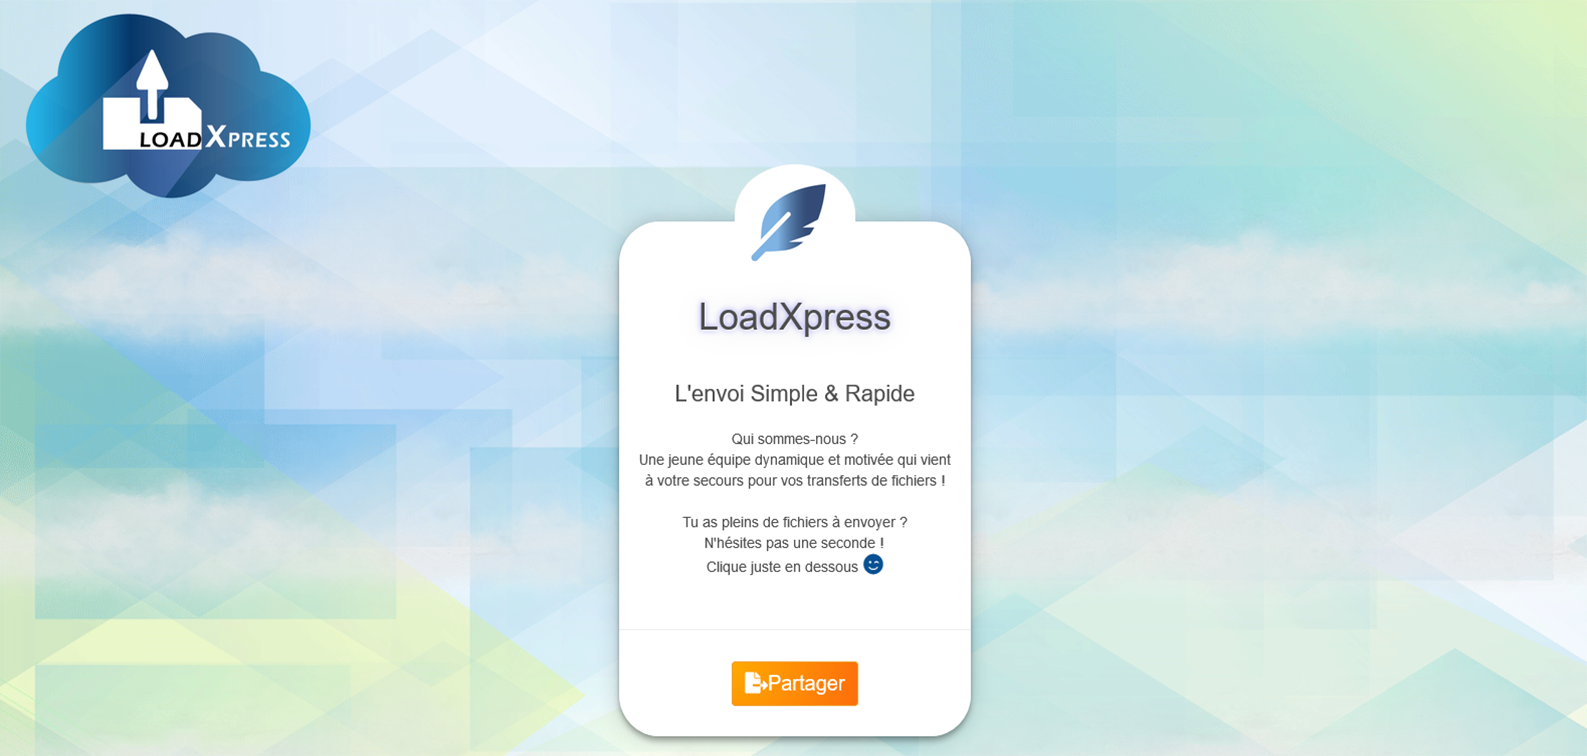 LOADXPRESS
LoadXpress
L'envoi Simple & Rapide
Qui sommes-nous ?
Une jeune équipe dynamique et motivée qui vient
à votre secours pour vos transferts de fichiers !
Tu as pleins de fichiers à envoyer ?
N'hésites pas une seconde !
Clique juste en dessous
Partager